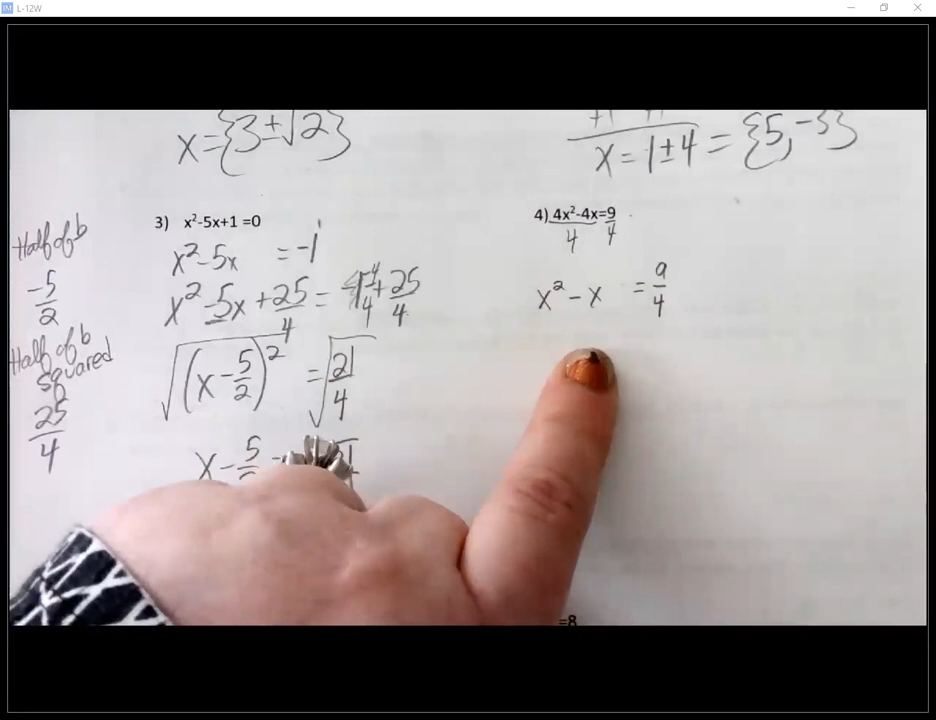 L-12W
x={3±√2}
x=1±4={5,-3}
3) x²-5x+1 =0
x²-5x =-1
x²-5x+25/4=-4/4+25/4
√(x-5/2)²=√21/4
x-5/
Half of b
-5/2
Half of b
squared
25/4
4) 4x²-4x=9
4 4
x²-x =9/4
=8